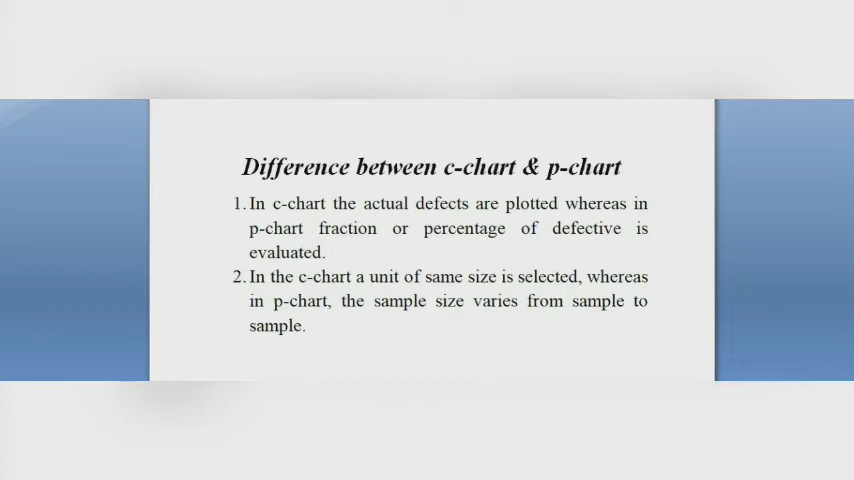 Difference between c-chart & p-chart
1. In c-chart the actual defects are plotted whereas in
p-chart fraction or percentage of defective is
evaluated.
2. In the c-chart a unit of same size is selected, whereas
in p-chart, the sample size varies from sample to
sample.